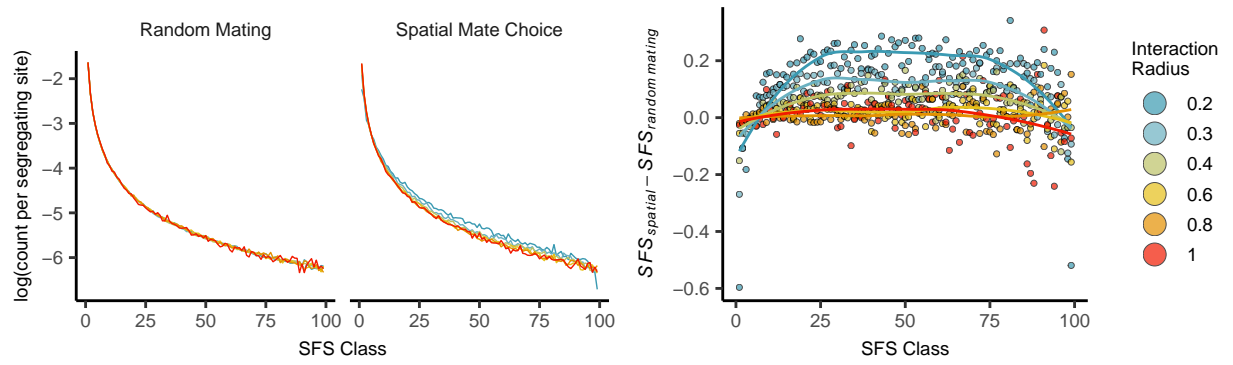 Random Mating
Spatial Mate Choice
log(count per segregating site)
−2
−3
−4
−5
−6
0 25 50 75 100
0 25 50 75 100
SFS Class
SFS_spatial − SFS_random mating
0.2
0.0
−0.2
−0.4
−0.6
0 25 50 75 100
SFS Class
Interaction
Radius
0.2
0.3
0.4
0.6
0.8
1